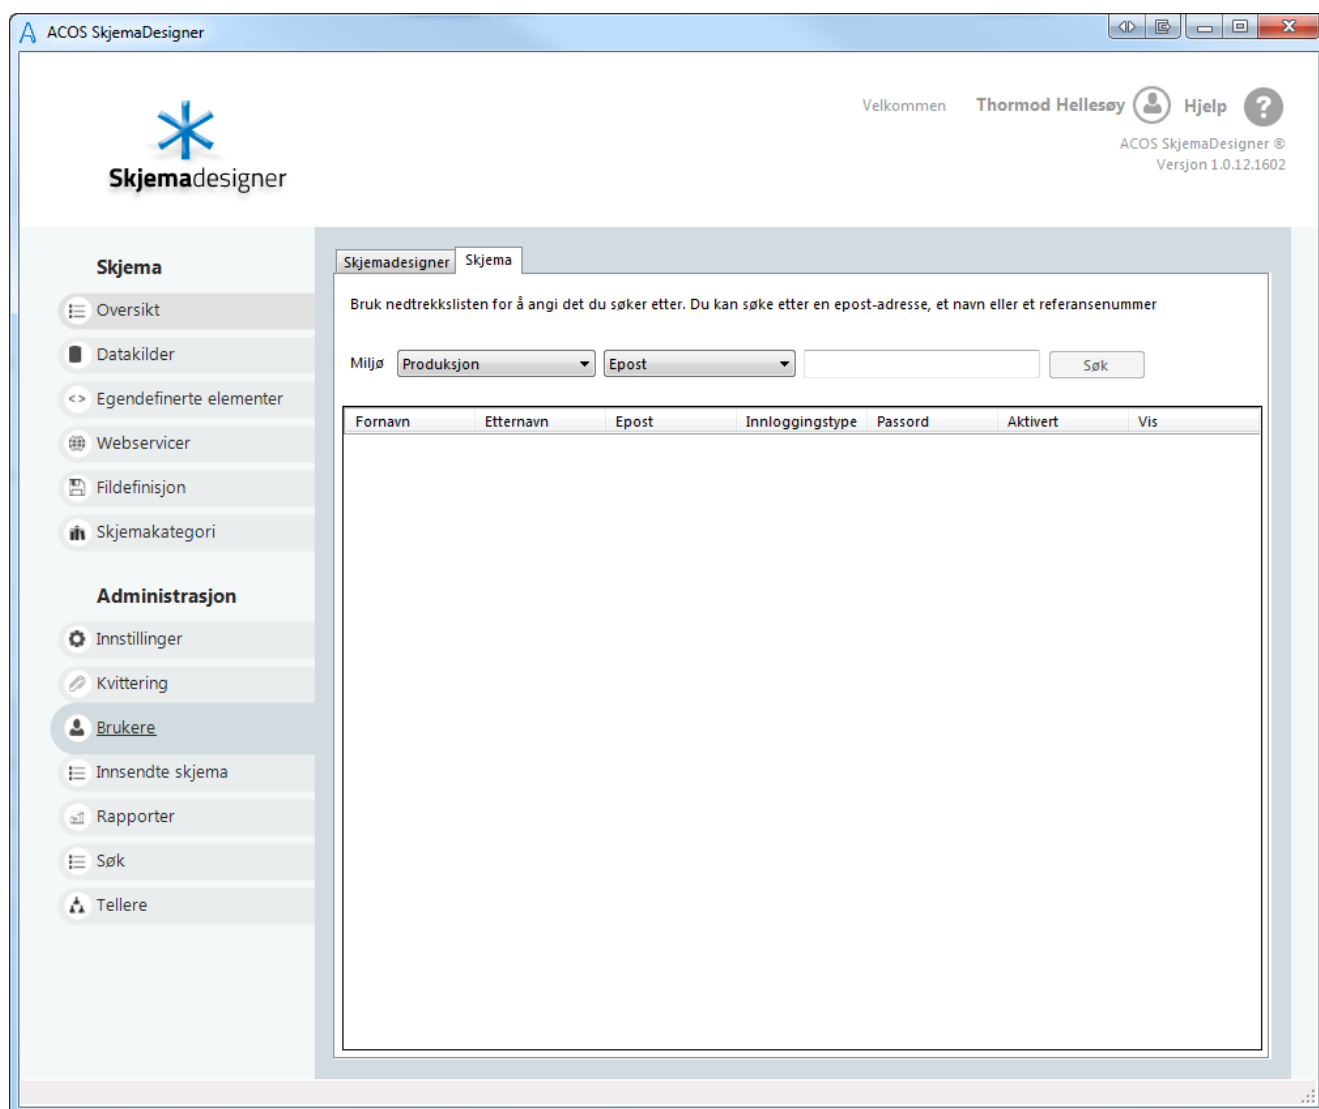 ACOS SkjemaDesigner
Velkommen Thormod Hellesøy Hjelp ?
ACOS SkjemaDesigner ®
Versjon 1.0.12.1602
Skjemadesigner
Skjema
Oversikt
Datakilder
Egendefinerte elementer
Webservicer
Fildefinisjon
Skjemakategori
Administrasjon
Innstillinger
Kvittering
Brukere
Innsendte skjema
Rapporter
Søk
Tellere
Skjemadesigner Skjema
Bruk nedtrekkslisten for å angi det du søker etter. Du kan søke etter en epost-adresse, et navn eller et referansenummer
Miljø Produksjon Epost Søk
Fornavn Etternavn Epost Innloggingstype Passord Aktivert Vis